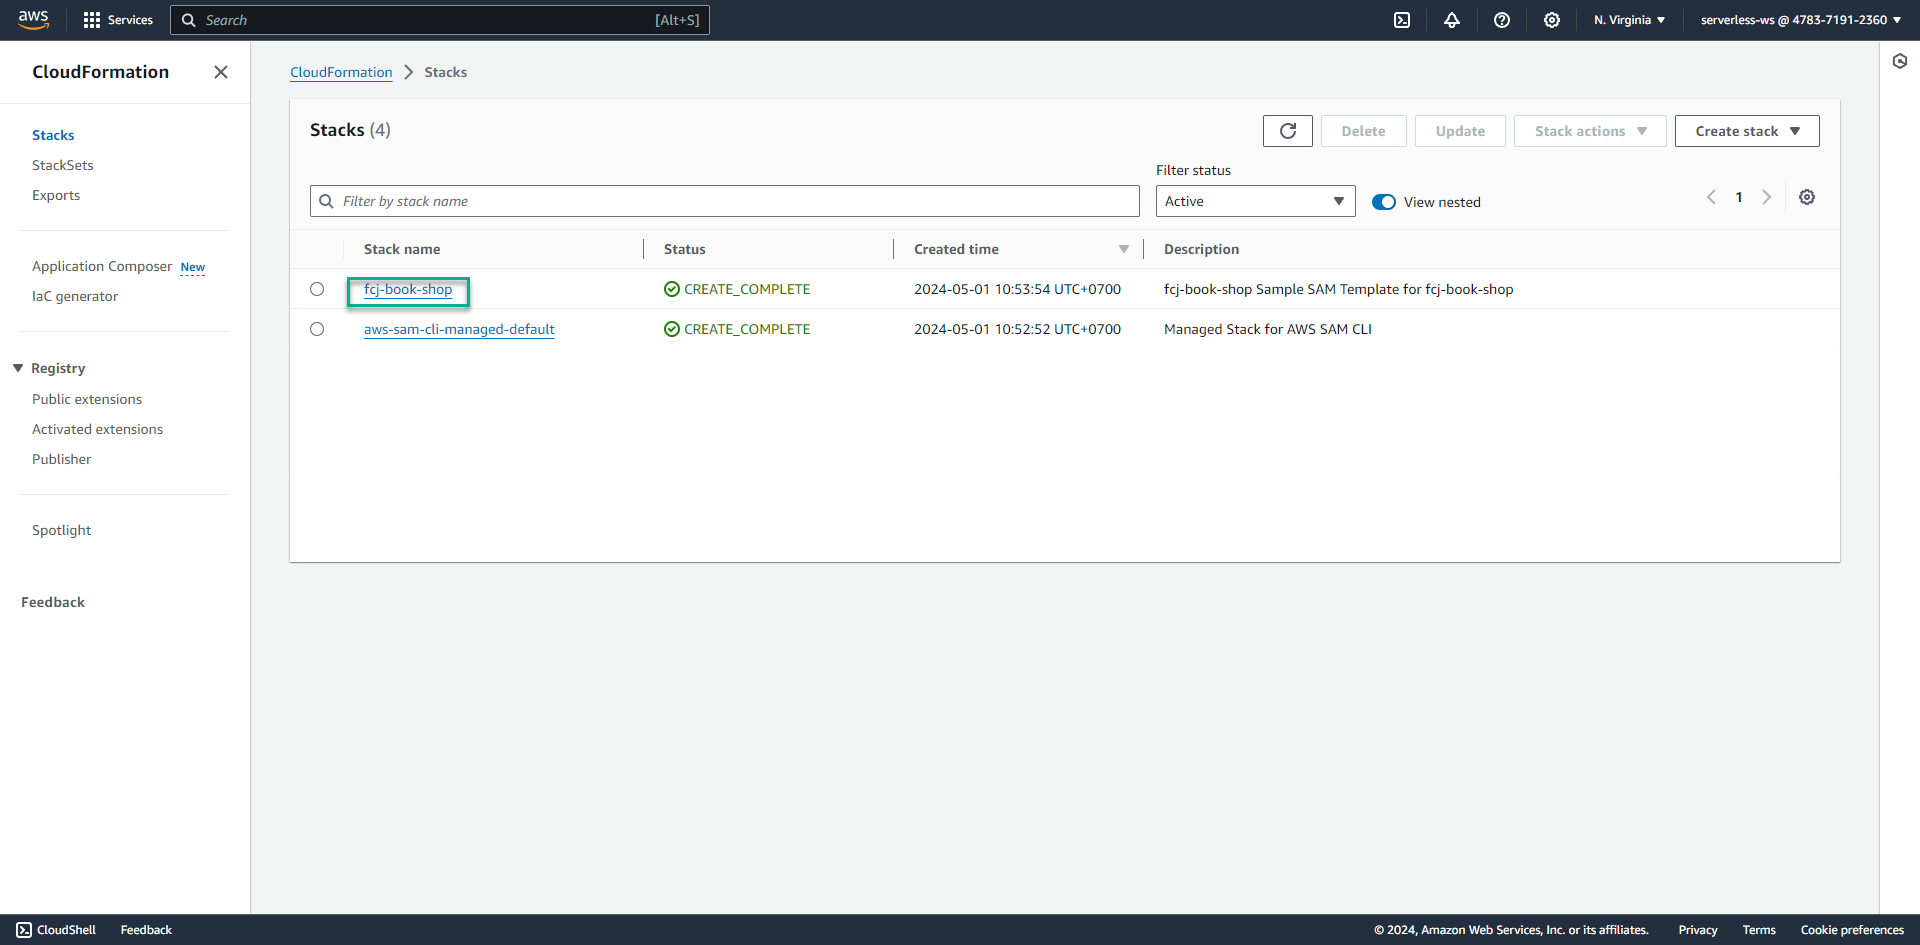 aws Services Search [Alt+S] N. Virginia serverless-ws @ 4783-7191-2360
CloudFormation
Stacks
StackSets
Exports
Application Composer New
IaC generator
Registry
Public extensions
Activated extensions
Publisher
Spotlight
Feedback
CloudFormation Stacks
Stacks (4)
Delete Update Stack actions Create stack
Filter status
Filter by stack name Active View nested 1
Stack name Status Created time Description
fcj-book-shop CREATE_COMPLETE 2024-05-01 10:53:54 UTC+0700 fcj-book-shop Sample SAM Template for fcj-book-shop
aws-sam-cli-managed-default CREATE_COMPLETE 2024-05-01 10:52:52 UTC+0700 Managed Stack for AWS SAM CLI
CloudShell Feedback © 2024, Amazon Web Services, Inc. or its affiliates. Privacy Terms Cookie preferences